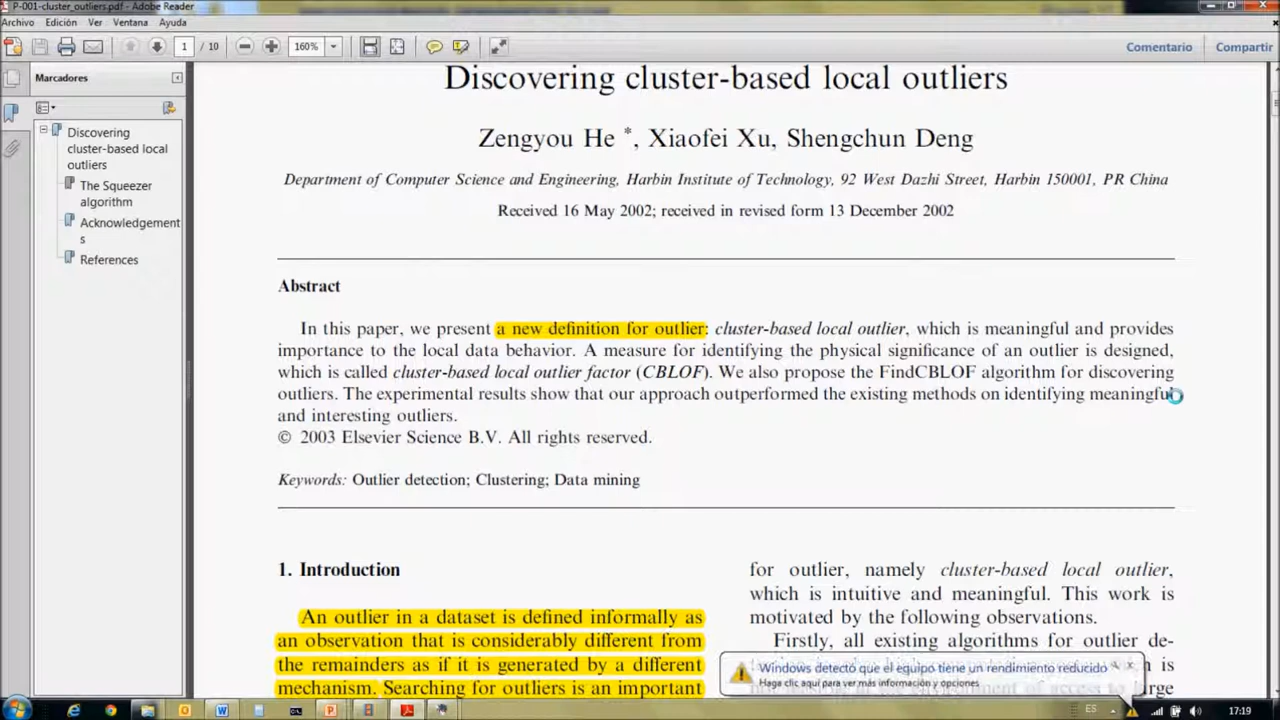 P-001-cluster_outliers.pdf - Adobe Reader
Archivo Edición Ver Ventana Ayuda
1 / 10 160% Comentario Compartir
Marcadores
Discovering
cluster-based local
outliers
The Squeezer
algorithm
Acknowledgement
s
References
Discovering cluster-based local outliers
Zengyou He *, Xiaofei Xu, Shengchun Deng
Department of Computer Science and Engineering, Harbin Institute of Technology, 92 West Dazhi Street, Harbin 150001, PR China
Received 16 May 2002; received in revised form 13 December 2002
Abstract
In this paper, we present a new definition for outlier: cluster-based local outlier, which is meaningful and provides
importance to the local data behavior. A measure for identifying the physical significance of an outlier is designed,
which is called cluster-based local outlier factor (CBLOF). We also propose the FindCBLOF algorithm for discovering
outliers. The experimental results show that our approach outperformed the existing methods on identifying meaningful
and interesting outliers.
© 2003 Elsevier Science B.V. All rights reserved.
Keywords: Outlier detection; Clustering; Data mining
1. Introduction
An outlier in a dataset is defined informally as
an observation that is considerably different from
the remainders as if it is generated by a different
mechanism. Searching for outliers is an important
for outlier, namely cluster-based local outlier,
which is intuitive and meaningful. This work is
motivated by the following observations.
Firstly, all existing algorithms for outlier de-
is
of access to large
Windows detectó que el equipo tiene un rendimiento reducido
Haga clic aquí para ver más información y opciones
ES 17:19